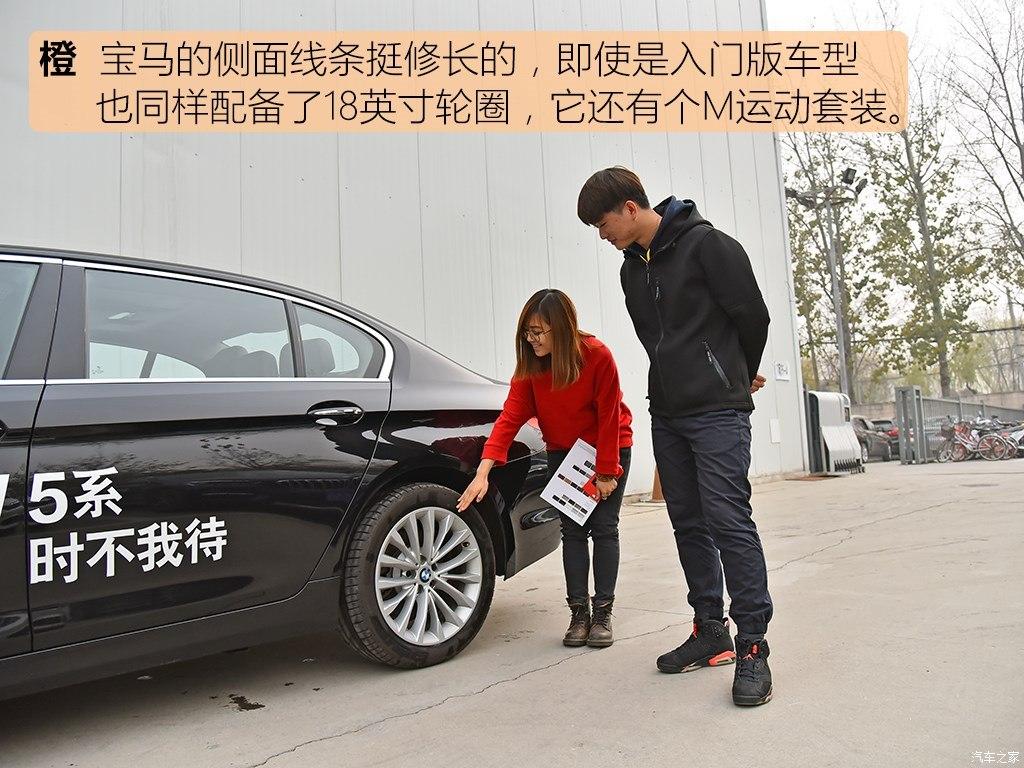 橙 宝马的侧面线条挺修长的，即使是入门版车型
也同样配备了18英寸轮圈，它还有个M运动套装。
5系
时不我待
汽车之家